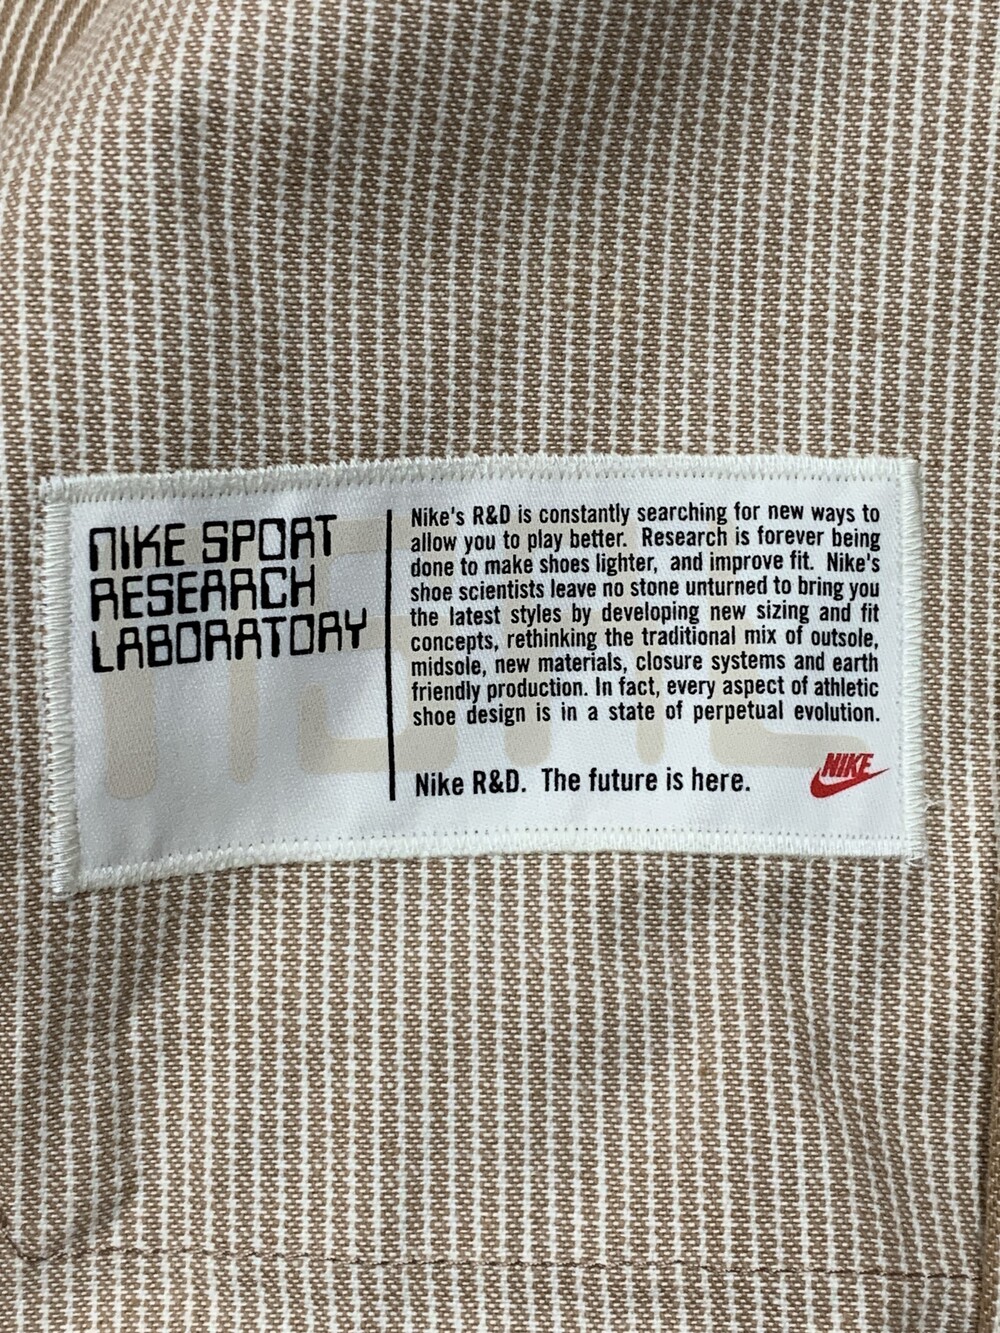 NIKE SPORT
RESEARCH
LABORATORY
Nike's R&D is constantly searching for new ways to
allow you to play better. Research is forever being
done to make shoes lighter, and improve fit. Nike's
shoe scientists leave no stone unturned to bring you
the latest styles by developing new sizing and fit
concepts, rethinking the traditional mix of outsole,
midsole, new materials, closure systems and earth
friendly production. In fact, every aspect of athletic
shoe design is in a state of perpetual evolution.
Nike R&D. The future is here.
NIKE